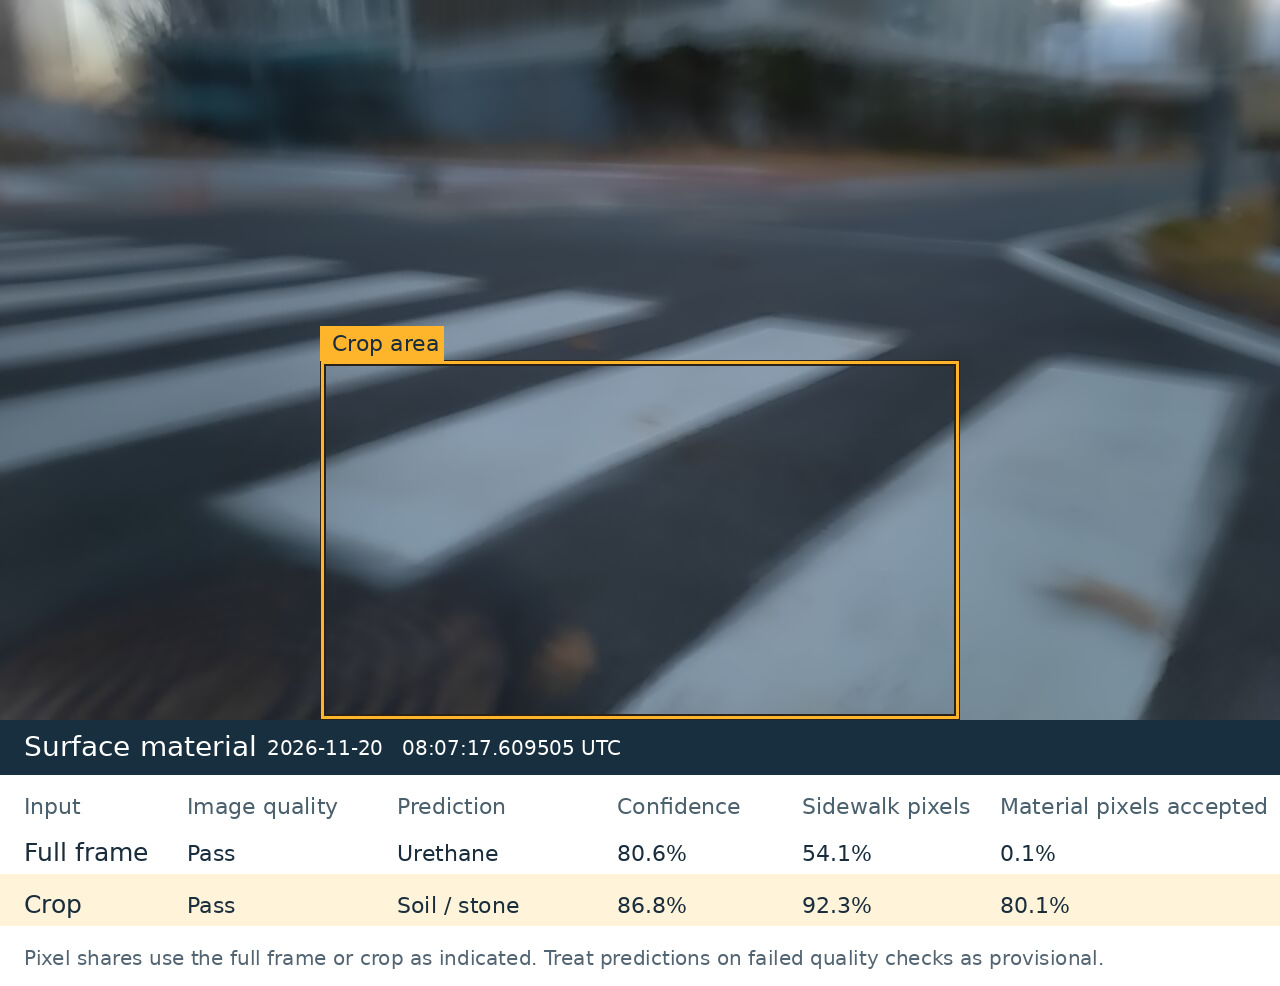 Crop area
Surface material 2026-11-20 08:07:17.609505 UTC
Input Image quality Prediction Confidence Sidewalk pixels Material pixels accepted
Full frame Pass Urethane 80.6% 54.1% 0.1%
Crop Pass Soil / stone 86.8% 92.3% 80.1%
Pixel shares use the full frame or crop as indicated. Treat predictions on failed quality checks as provisional.